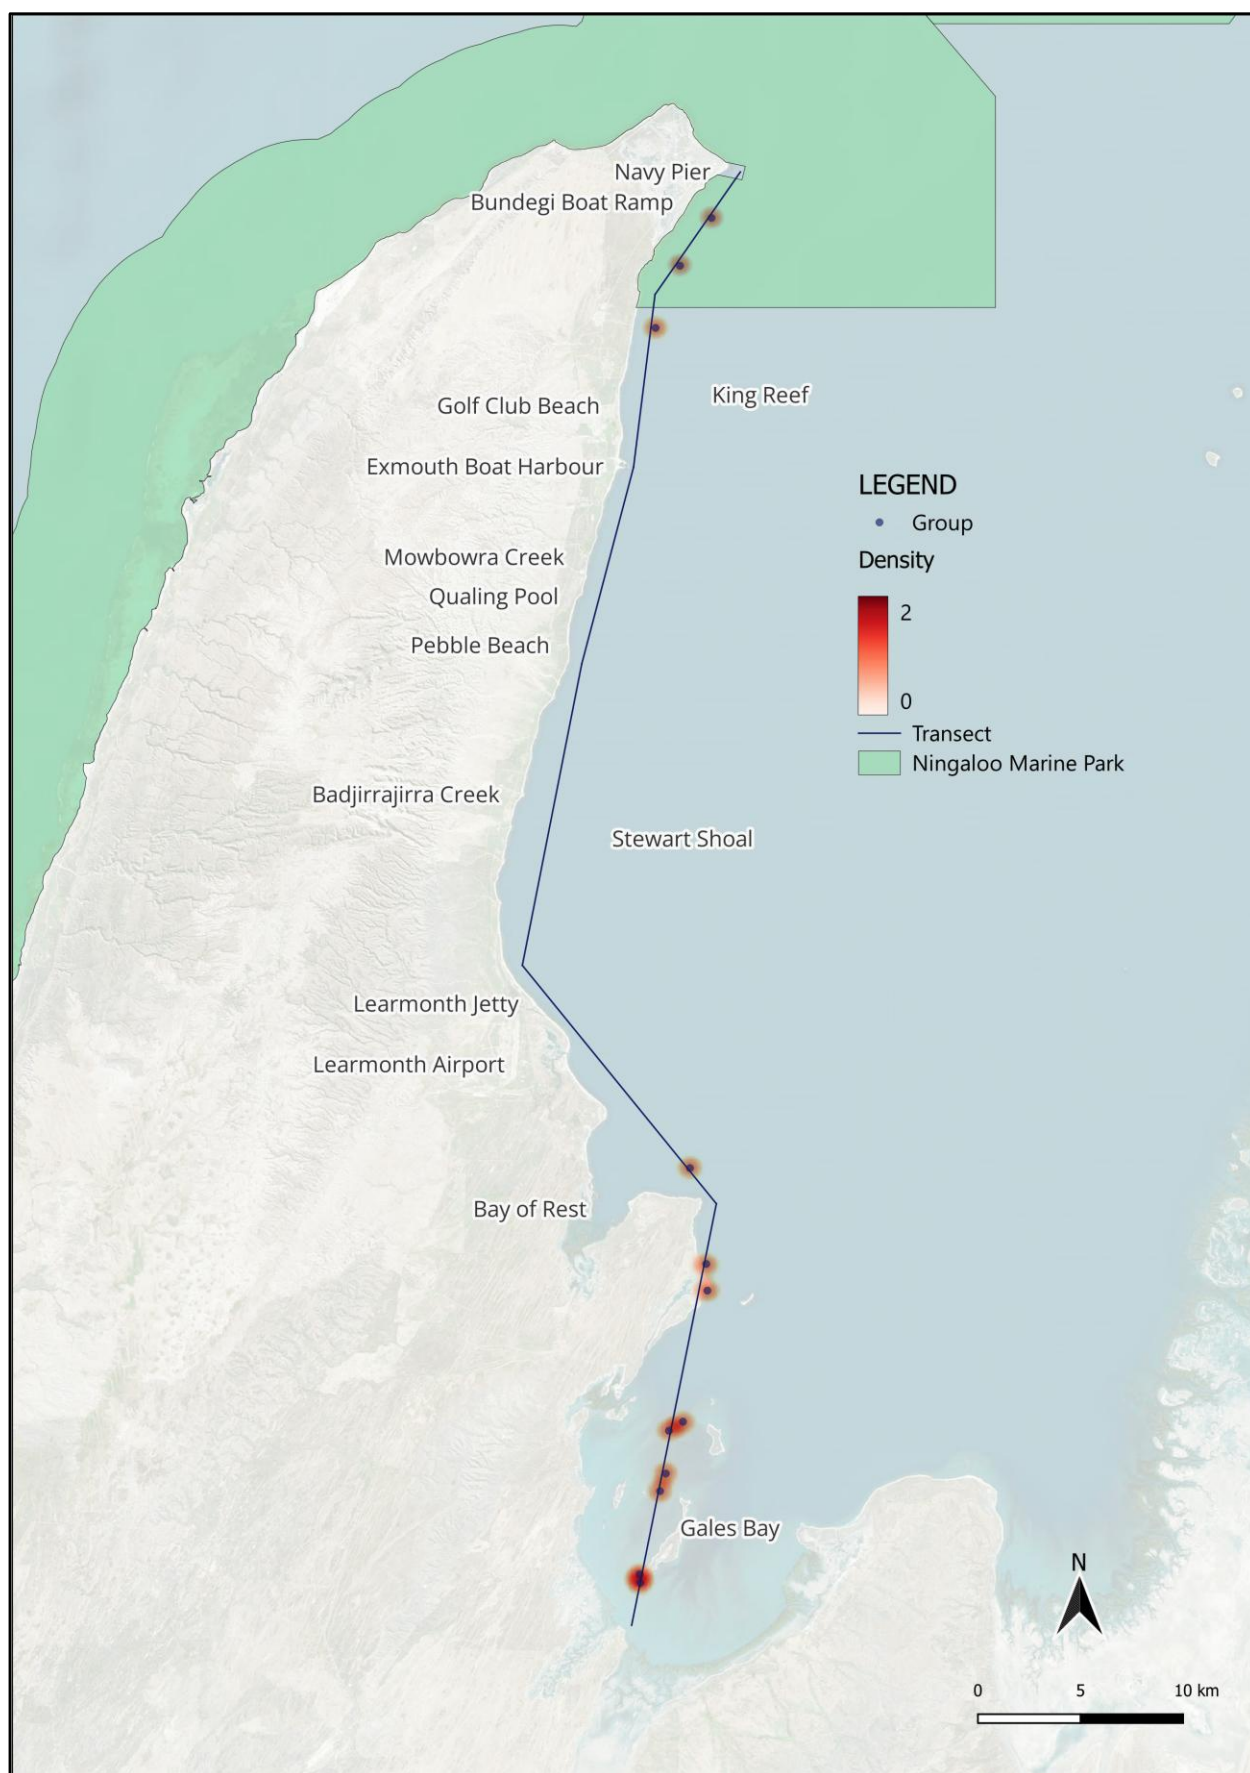 Navy Pier
Bundegi Boat Ramp
King Reef
Golf Club Beach
Exmouth Boat Harbour
LEGEND
Group
Density
2
0
Transect
Ningaloo Marine Park
Mowbowra Creek
Qualing Pool
Pebble Beach
Badjirrajirra Creek
Stewart Shoal
Learmonth Jetty
Learmonth Airport
Bay of Rest
Gales Bay
N
0 5 10 km